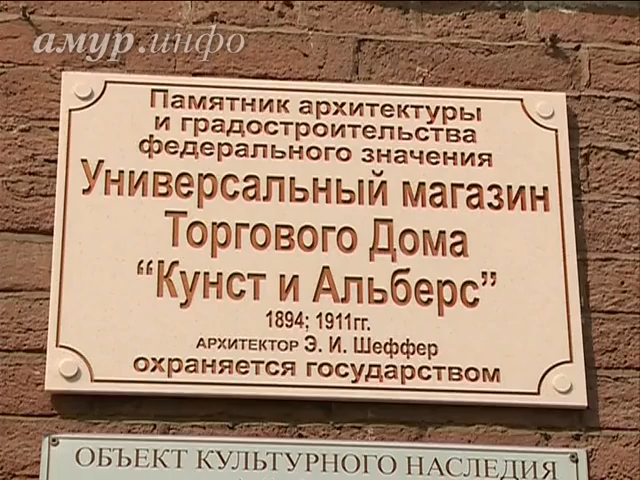 амур.инфо
Памятник архитектуры
и градостроительства
федерального значения
Универсальный магазин
Торгового Дома
“Кунст и Альберс”
1894; 1911гг.
АРХИТЕКТОР Э. И. Шеффер
охраняется государством
ОБЪЕКТ КУЛЬТУРНОГО НАСЛЕДИЯ